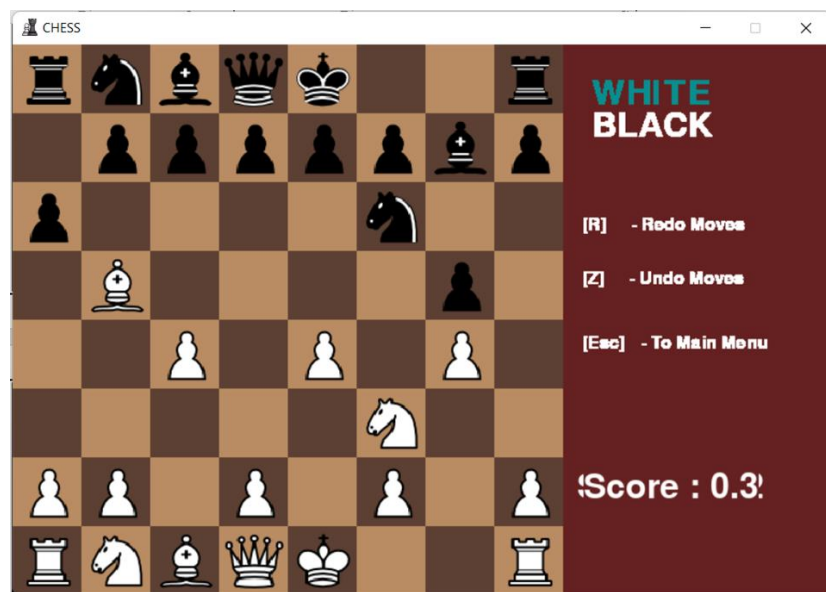 CHESS
WHITE
BLACK
[R] - Redo Moves
[Z] - Undo Moves
[Esc] - To Main Menu
Score : 0.3